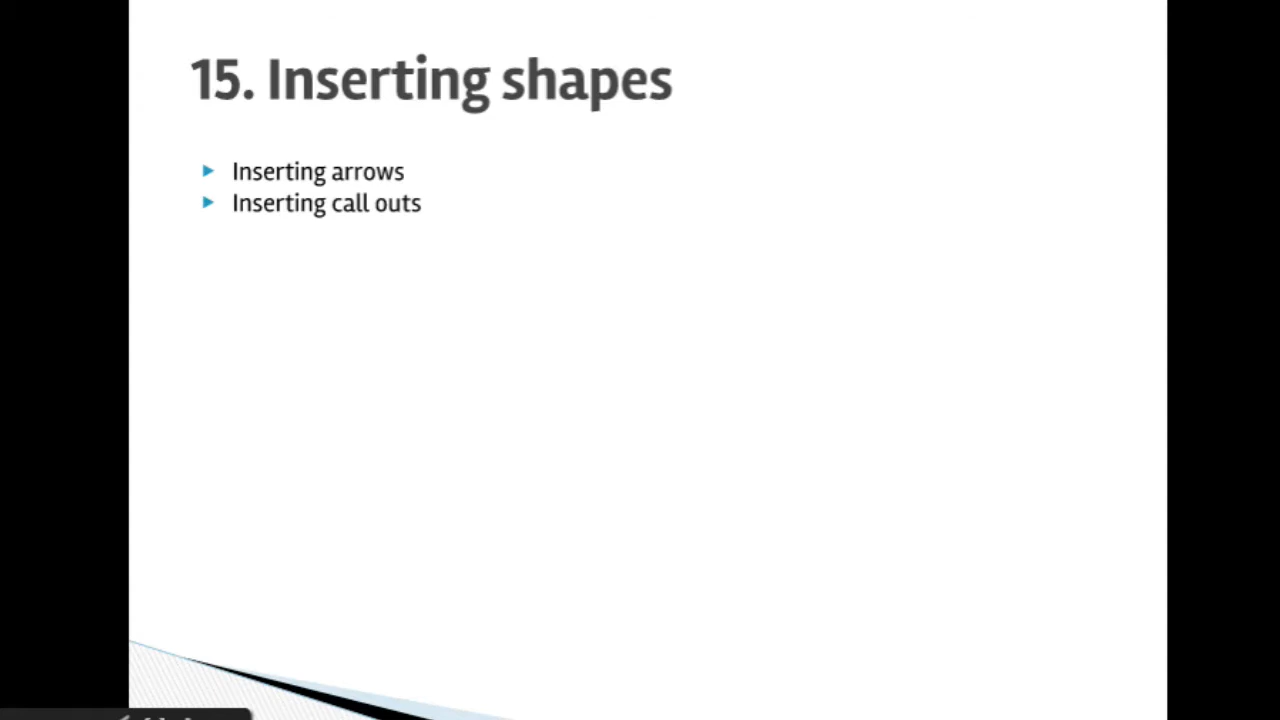 15. Inserting shapes
Inserting arrows
Inserting call outs